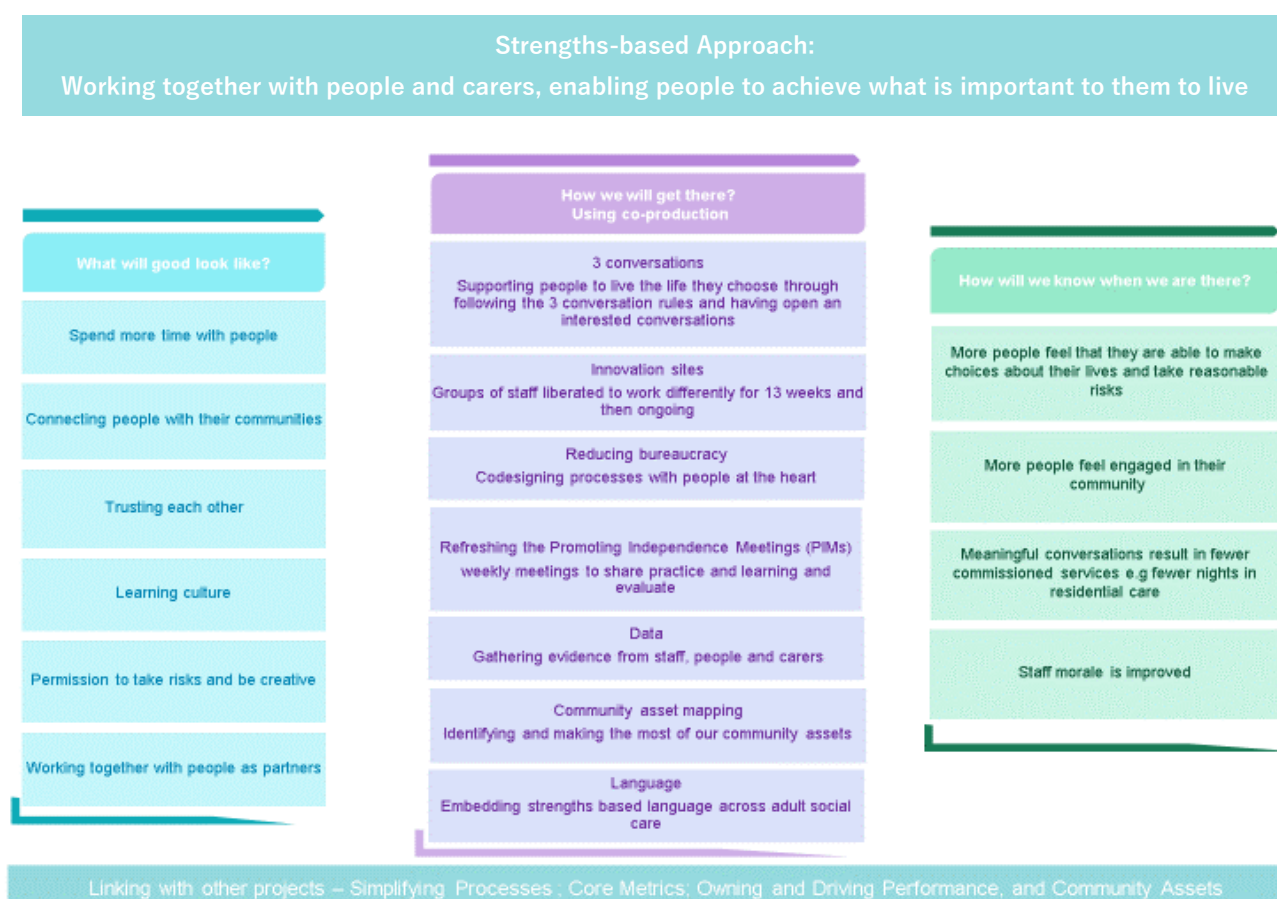 Strengths-based Approach:
Working together with people and carers, enabling people to achieve what is important to them to live
What will good look like?
Spend more time with people
Connecting people with their communities
Trusting each other
Learning culture
Permission to take risks and be creative
Working together with people as partners
How we will get there?
Using co-production
3 conversations
Supporting people to live the life they choose through
following the 3 conversation rules and having open an
interested conversations
Innovation sites
Groups of staff liberated to work differently for 13 weeks and
then ongoing
Reducing bureaucracy
Codesigning processes with people at the heart
Refreshing the Promoting Independence Meetings (PIMs)
weekly meetings to share practice and learning and
evaluate
Data
Gathering evidence from staff, people and carers
Community asset mapping
Identifying and making the most of our community assets
Language
Embedding strengths based language across adult social
care
How will we know when we are there?
More people feel that they are able to make
choices about their lives and take reasonable
risks
More people feel engaged in their
community
Meaningful conversations result in fewer
commissioned services e.g fewer nights in
residential care
Staff morale is improved
Linking with other projects – Simplifying Processes; Core Metrics; Owning and Driving Performance, and Community Assets